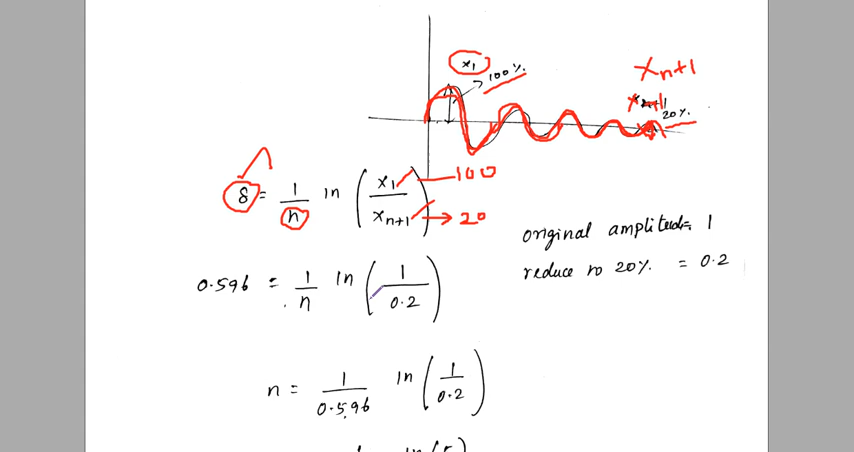 x1
100%.
xn+1
xn+1
20%.
δ = 1/n ln (x1/xn+1) 100
→ 20
original amplitude = 1
reduce to 20%. = 0.2
0.596 = 1/n ln (1/0.2)
n = 1/0.596 ln (1/0.2)